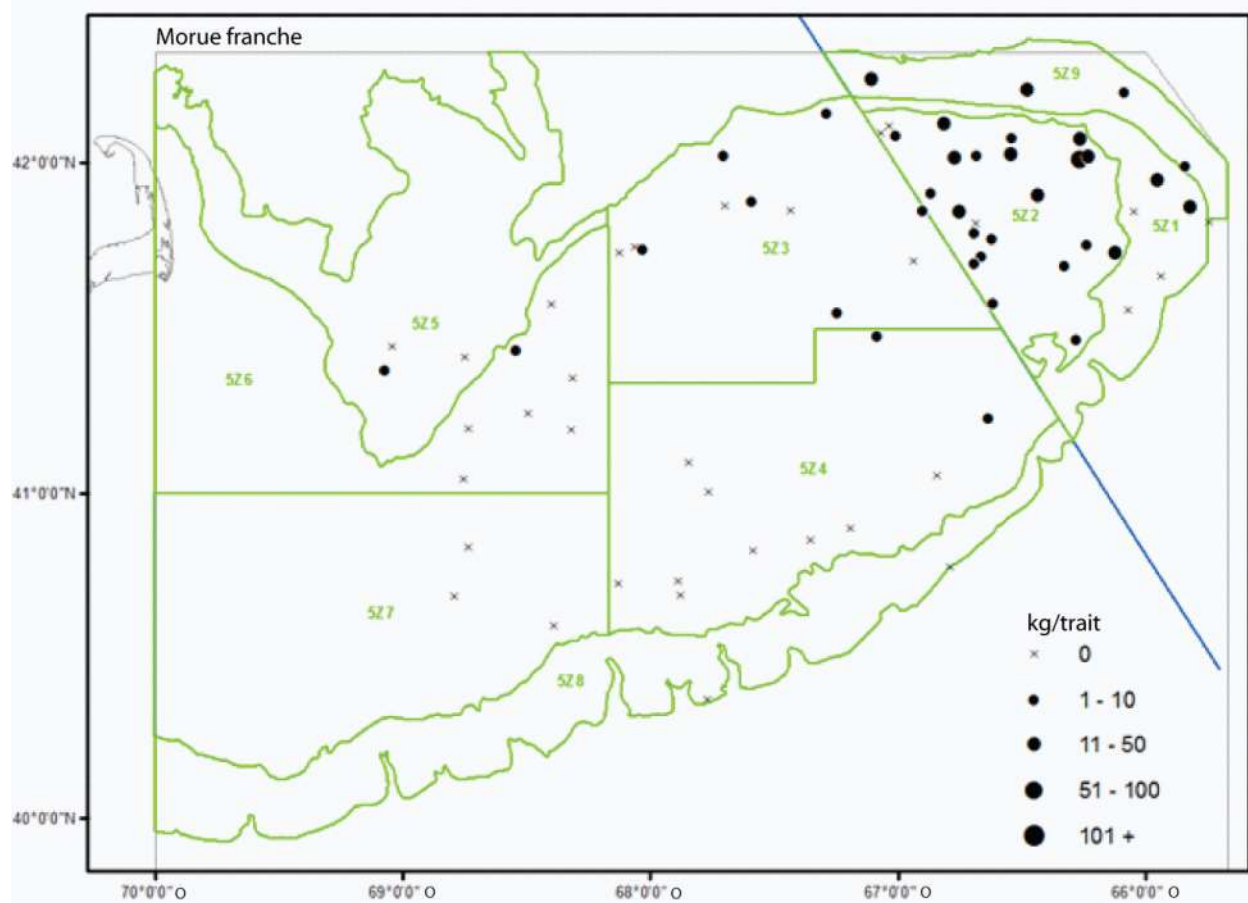 Morue franche
5Z9
42°0'0"N
5Z2
5Z1
5Z3
5Z5
5Z6
5Z4
41°0'0"N
5Z7
5Z8
kg/trait
0
1 - 10
11 - 50
51 - 100
101 +
40°0'0"N
70°0'0" O
69°0'0" O
68°0'0" O
67°0'0" O
66°0'0" O